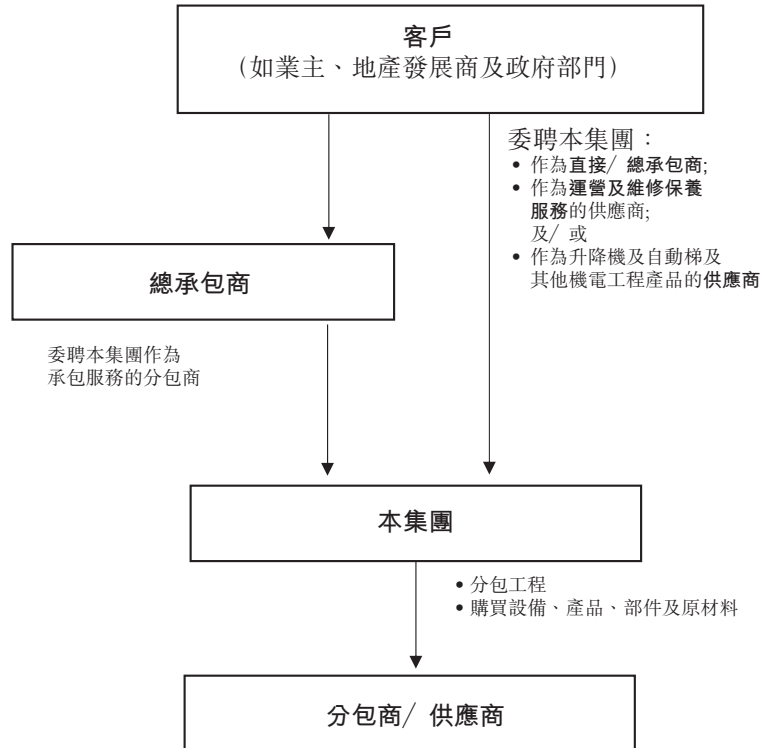 客戶
（如業主、地產發展商及政府部門）
委聘本集團：
• 作為直接/ 總承包商;
• 作為運營及維修保養
服務的供應商;
及/ 或
• 作為升降機及自動梯及
其他機電工程產品的供應商
總承包商
委聘本集團作為
承包服務的分包商
本集團
• 分包工程
• 購買設備、產品、部件及原材料
分包商/ 供應商